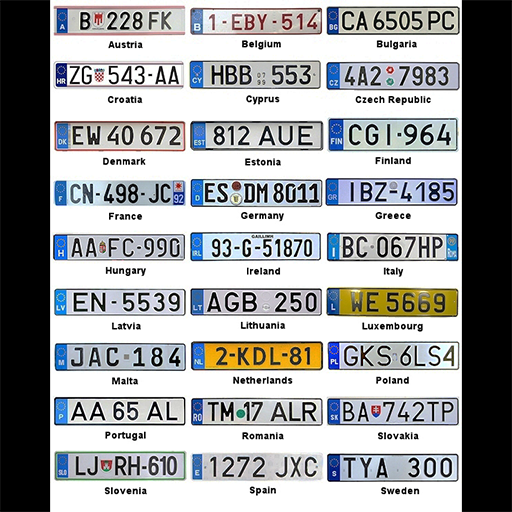 A B 228 FK B 1-EBY-514 BG CA 6505 PC
Austria Belgium Bulgaria
HR ZG 543-AA CY HBB 07 99 553 CZ 4A2 7983
Croatia Cyprus Czech Republic
DK EW 40 672 EST 812 AUE FIN CGI-964
Denmark Estonia Finland
F CN-498-JC 92 D ES DM 8011 GR IBZ-4185
France Germany Greece
H AA FC-990 IRL GAILLIMH 93-G-51870 I BC 067HP
Hungary Ireland Italy
LV EN-5539 LT AGB 250 L WE 5669
Latvia Lithuania Luxembourg
M JAC 184 NL 2-KDL-81 PL GKS 6LS4
Malta Netherlands Poland
P AA 65 AL RO TM 17 ALR SK BA 742TP
Portugal Romania Slovakia
SLO LJ RH-610 E 1272 JXC S TYA 300
Slovenia Spain Sweden